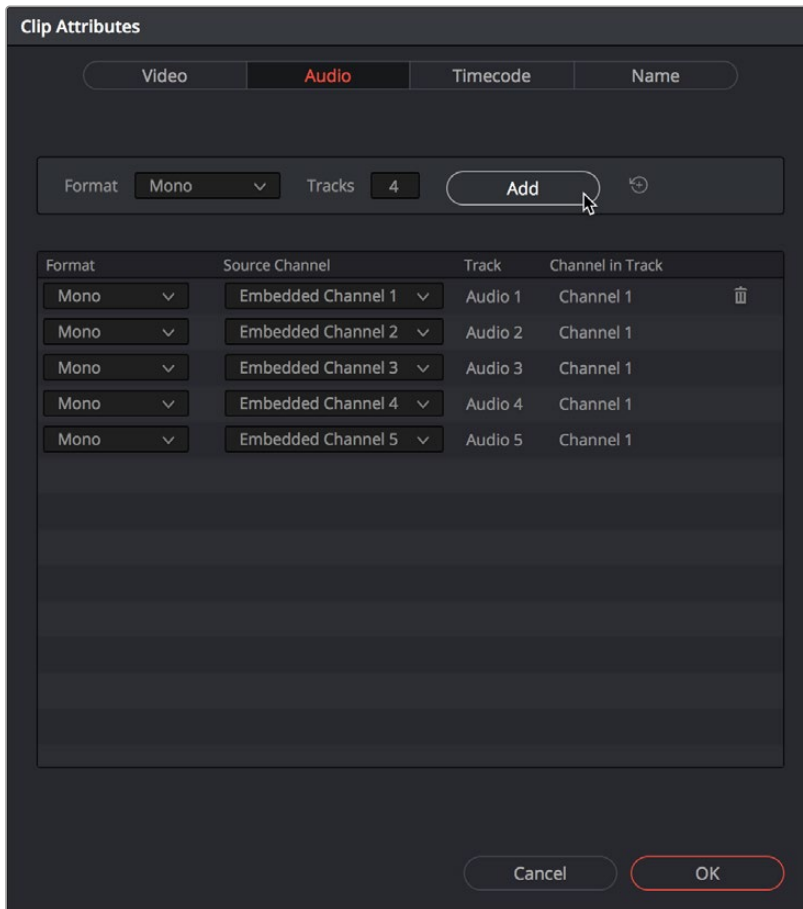 Clip Attributes
Video Audio Timecode Name
Format Mono Tracks 4 Add
Format Source Channel Track Channel in Track
Mono Embedded Channel 1 Audio 1 Channel 1
Mono Embedded Channel 2 Audio 2 Channel 1
Mono Embedded Channel 3 Audio 3 Channel 1
Mono Embedded Channel 4 Audio 4 Channel 1
Mono Embedded Channel 5 Audio 5 Channel 1
Cancel OK